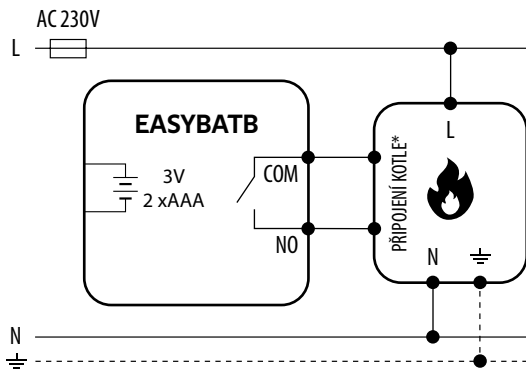 AC 230V
L
EASYBATB
3V
2 xAAA
COM
NO
PŘIPOJENÍ KOTLE*
L
N
N